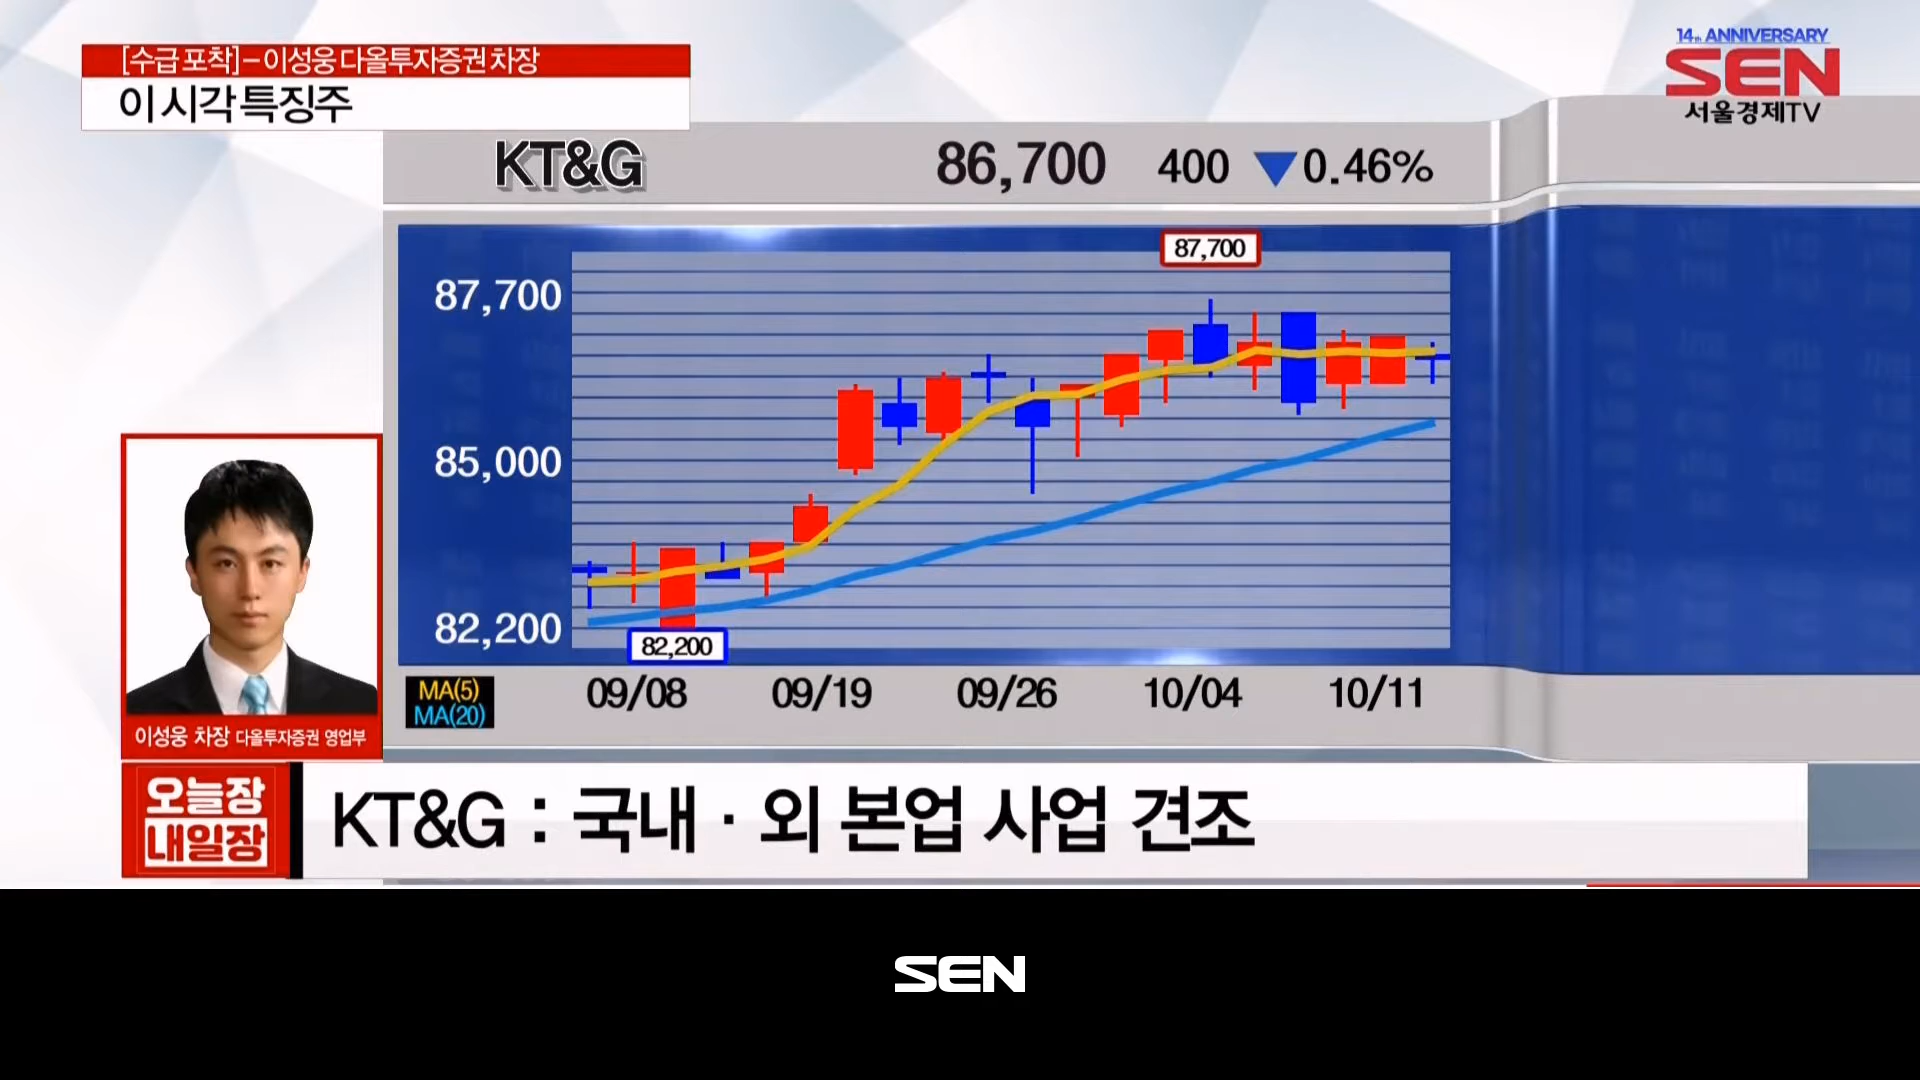 [수급 포착] - 이성웅 다올투자증권 차장
이 시각 특징주
14th ANNIVERSARY
SEN
서울경제TV
KT&G 86,700 400 ▼0.46%
87,700
87,700
85,000
82,200
82,200
MA(5)
MA(20)
09/08 09/19 09/26 10/04 10/11
이성웅 차장 다올투자증권 영업부
오늘장
내일장
KT&G : 국내 · 외 본업 사업 견조
SEN